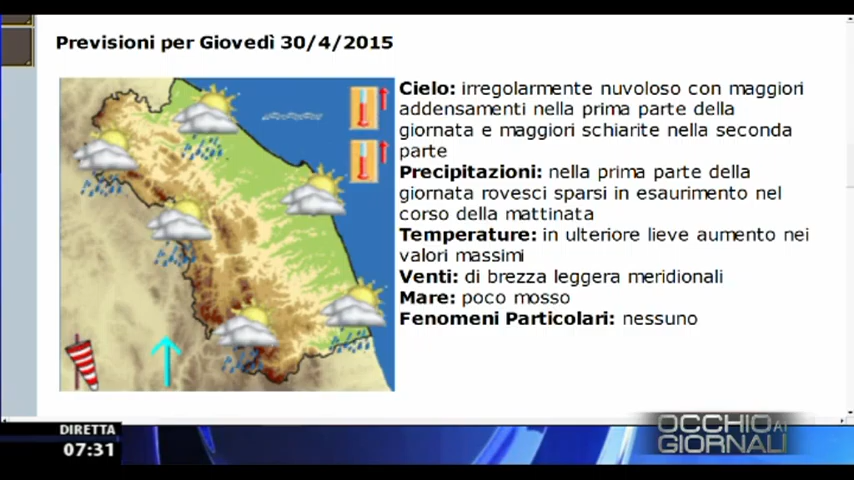 Previsioni per Giovedì 30/4/2015
Cielo: irregolarmente nuvoloso con maggiori
addensamenti nella prima parte della
giornata e maggiori schiarite nella seconda
parte
Precipitazioni: nella prima parte della
giornata rovesci sparsi in esaurimento nel
corso della mattinata
Temperature: in ulteriore lieve aumento nei
valori massimi
Venti: di brezza leggera meridionali
Mare: poco mosso
Fenomeni Particolari: nessuno
DIRETTA
07:31
OCCHIO AI
GIORNALI